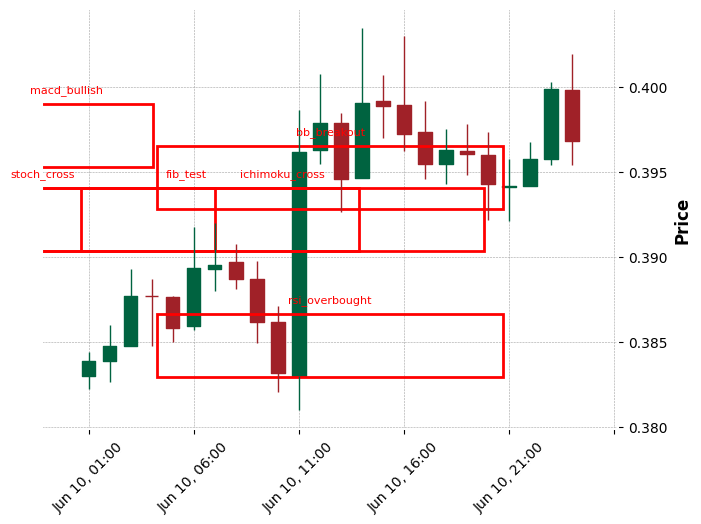 macd_bullish
0.400
bb_breakout
0.395
stoch_cross fib_test ichimoku_cross
Price
0.390
rsi_overbought
0.385
0.380
Jun 10, 01:00 Jun 10, 06:00 Jun 10, 11:00 Jun 10, 16:00 Jun 10, 21:00